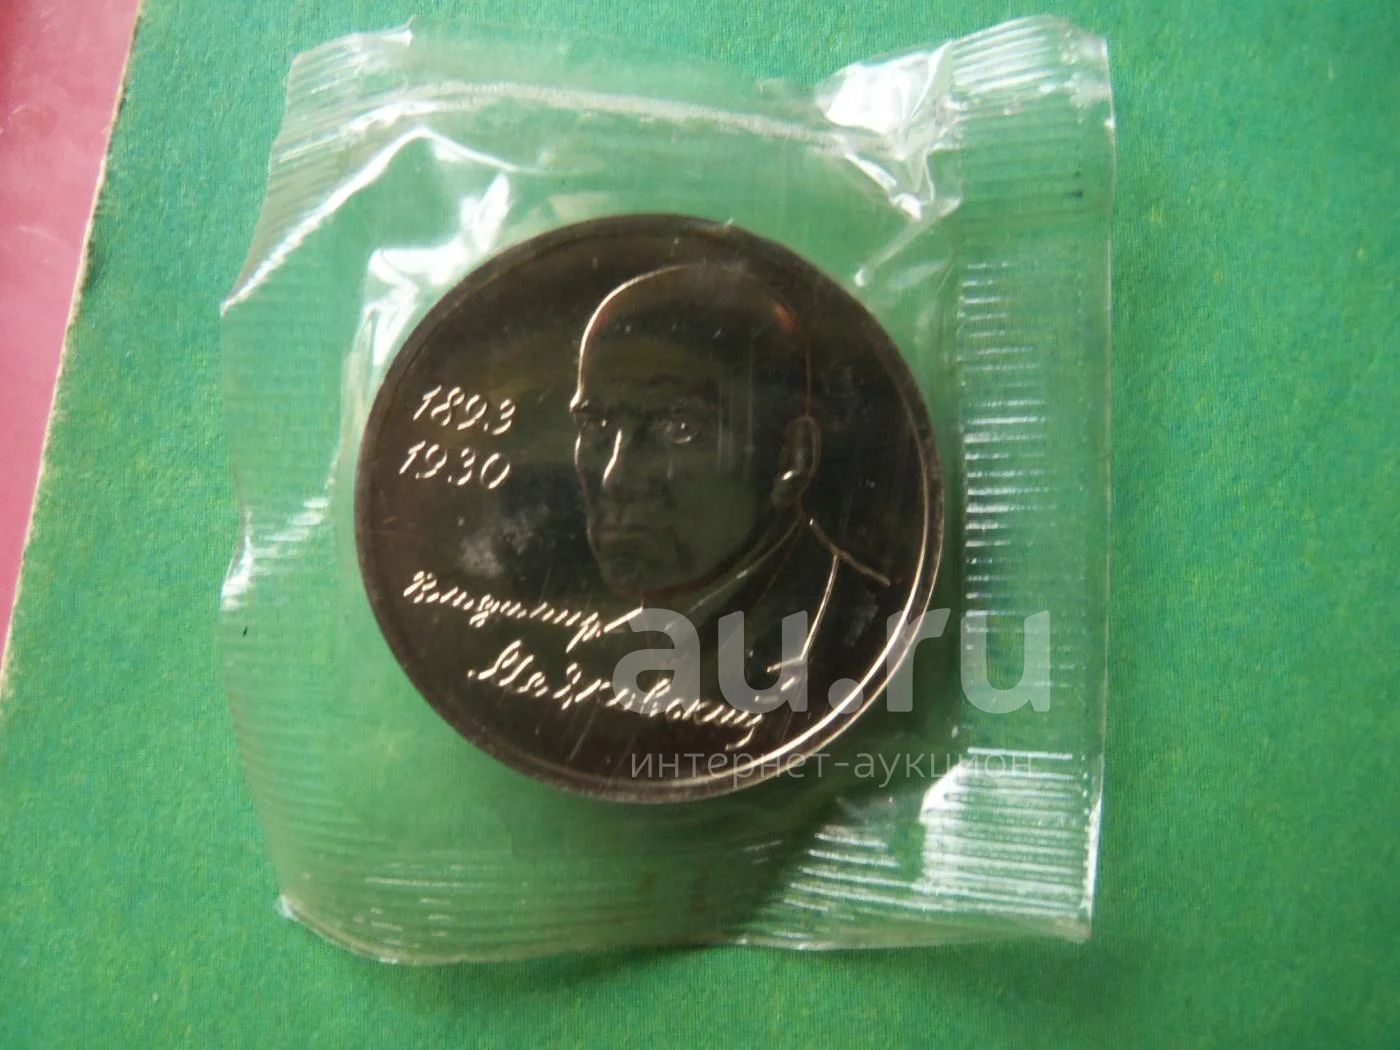 1893
1930
Владимир
Маяковский
au.ru
интернет-аукцион